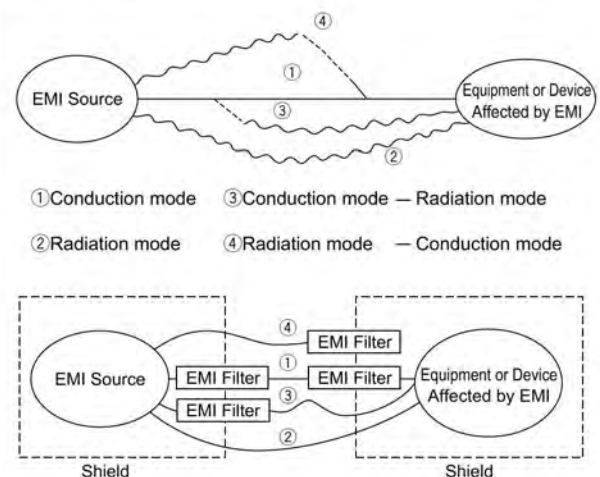 ④
①
EMI Source
Equipment or Device
Affected by EMI
③
②
①Conduction mode ③Conduction mode — Radiation mode
②Radiation mode ④Radiation mode — Conduction mode
④
EMI Filter
①
EMI Source
EMI Filter
EMI Filter
Equipment or Device
Affected by EMI
③
EMI Filter
②
Shield
Shield